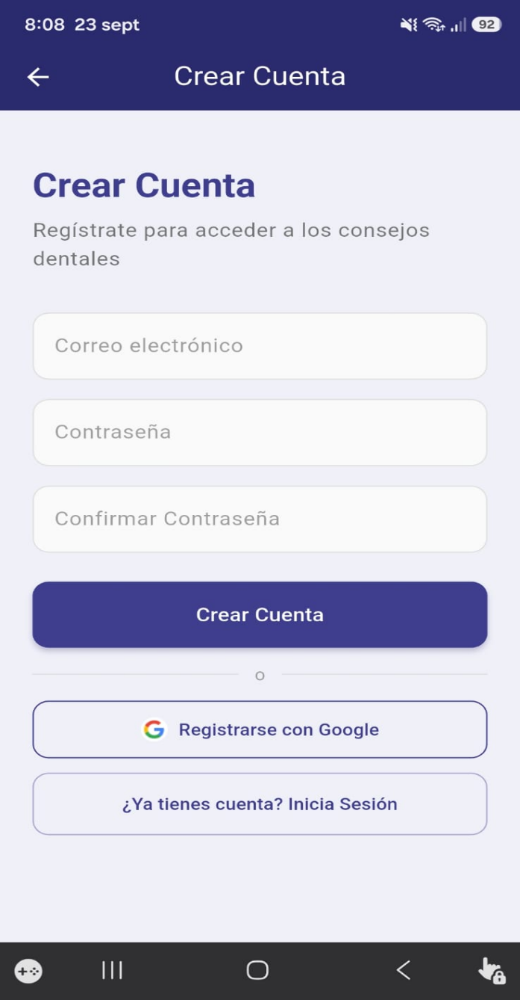 8:08 23 sept
92
Crear Cuenta
Crear Cuenta
Regístrate para acceder a los consejos
dentales
Correo electrónico
Contraseña
Confirmar Contraseña
Crear Cuenta
o
Registrarse con Google
¿Ya tienes cuenta? Inicia Sesión